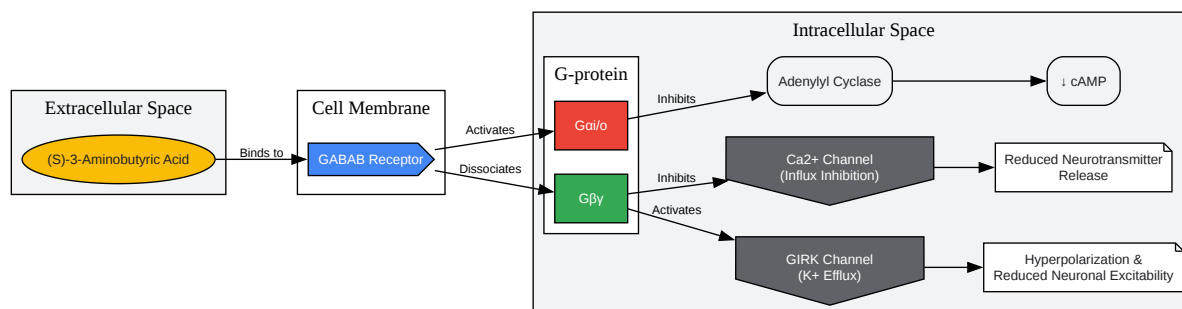 Extracellular Space
(S)-3-Aminobutyric Acid
Binds to
Cell Membrane
GABAB Receptor
Activates
Dissociates
Intracellular Space
G-protein
Gαi/o
Gβγ
Inhibits
Adenylyl Cyclase
↓ cAMP
Inhibits
Ca2+ Channel
(Influx Inhibition)
Reduced Neurotransmitter
Release
Activates
GIRK Channel
(K+ Efflux)
Hyperpolarization &
Reduced Neuronal Excitability